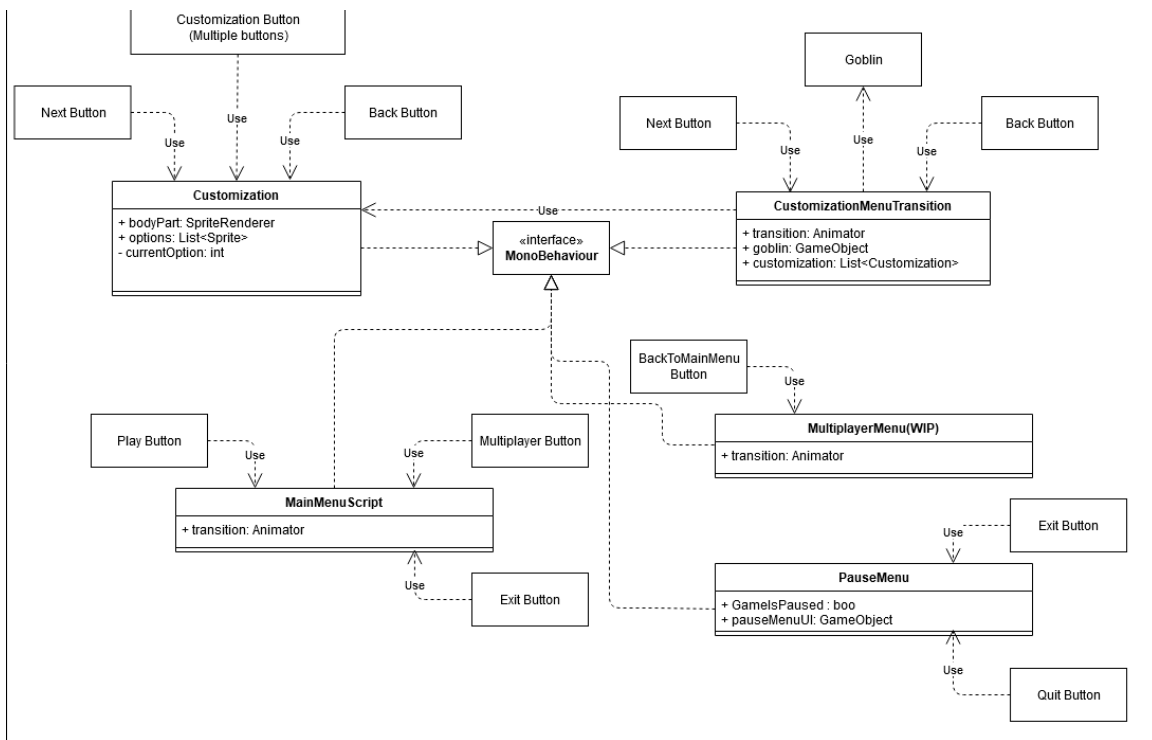 Customization Button
(Multiple buttons)
Goblin
Next Button
Use
Back Button
Use
Use
Next Button
Use
Use
Back Button
Use
Customization
+ bodyPart: SpriteRenderer
+ options: List<Sprite>
- currentOption: int
Use
CustomizationMenuTransition
+ transition: Animator
+ goblin: GameObject
+ customization: List<Customization>
«interface»
MonoBehaviour
BackToMainMenu
Button
Use
Play Button
Use
Multiplayer Button
Use
MultiplayerMenu(WIP)
+ transition: Animator
MainMenuScript
+ transition: Animator
Exit Button
Use
Exit Button
Use
PauseMenu
+ GameIsPaused : boo
+ pauseMenuUI: GameObject
Use
Quit Button